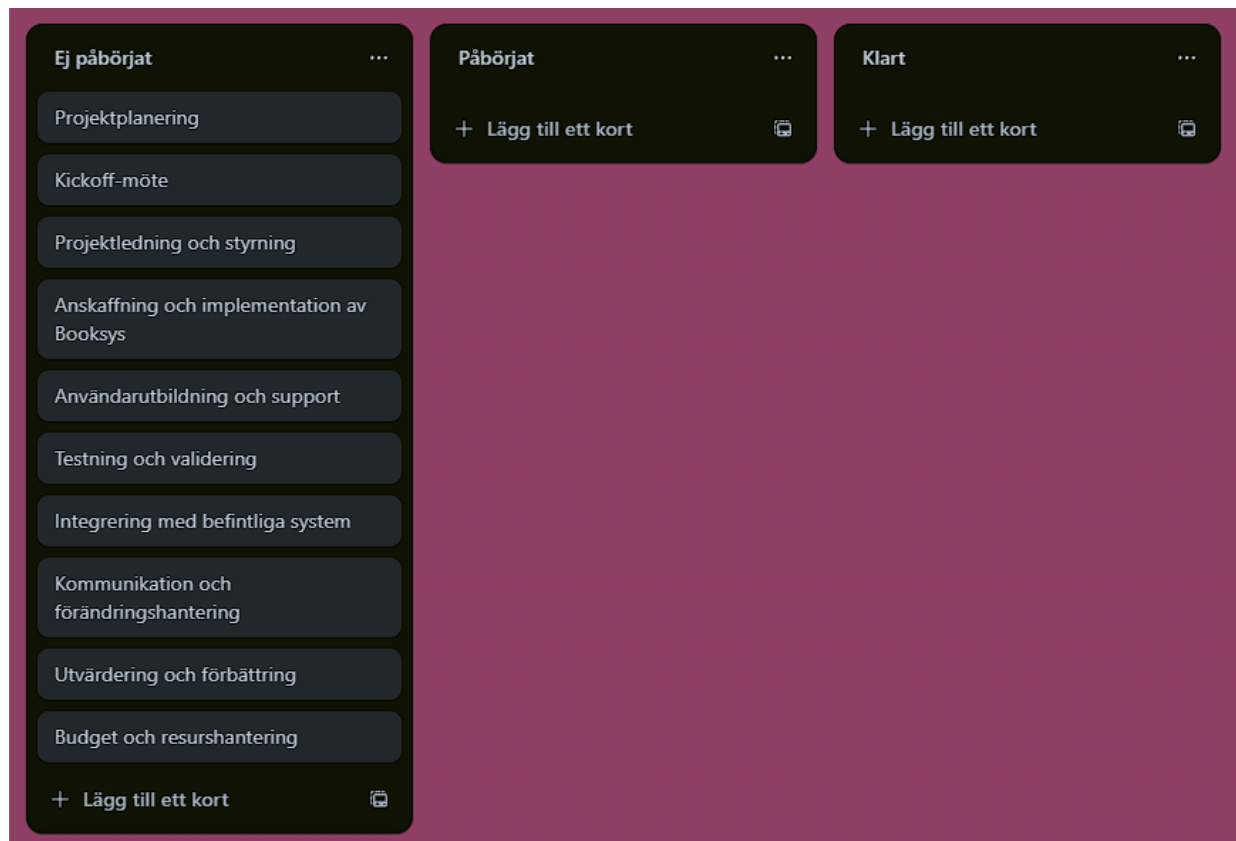 Ej påbörjat
Projektplanering
Kickoff-möte
Projektledning och styrning
Anskaffning och implementation av
Booksys
Användarutbildning och support
Testning och validering
Integrering med befintliga system
Kommunikation och
förändringshantering
Utvärdering och förbättring
Budget och resurshantering
+ Lägg till ett kort
Påbörjat
+ Lägg till ett kort
Klart
+ Lägg till ett kort